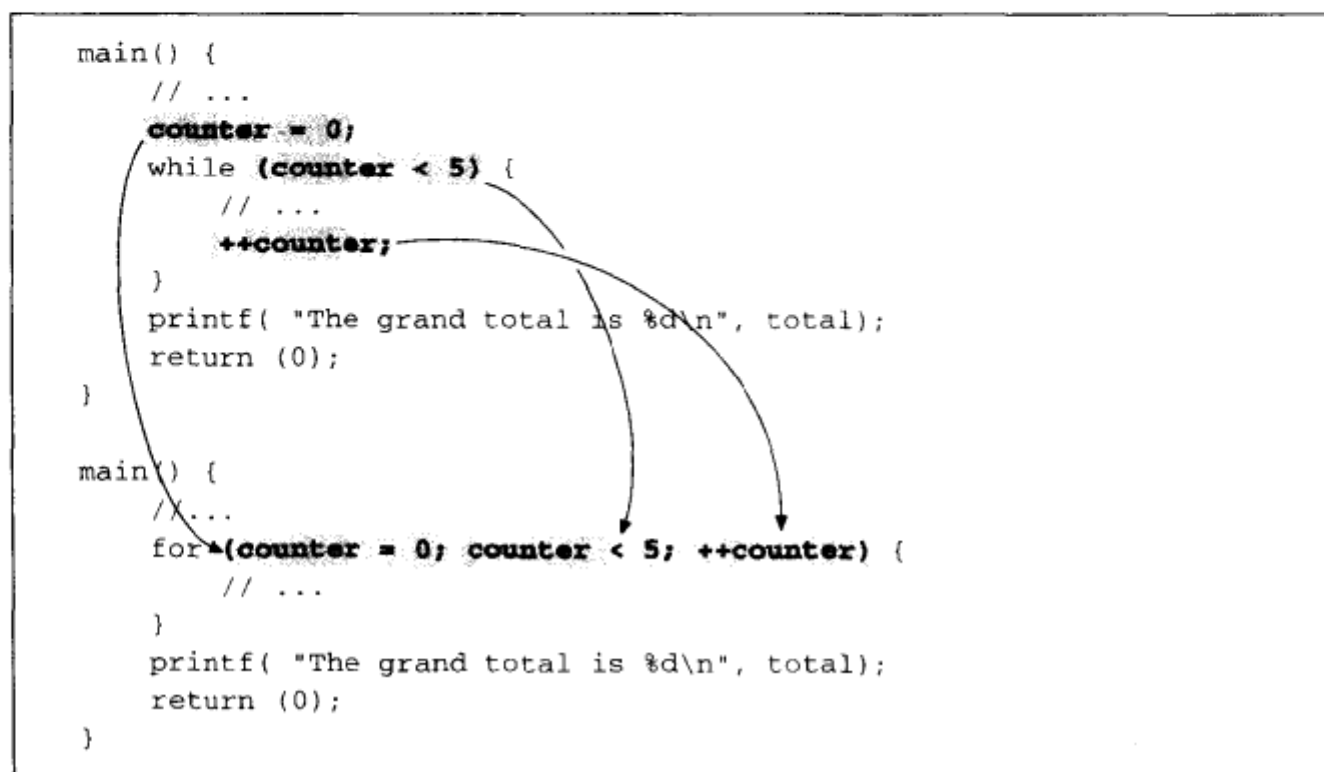 main() {
// ...
counter = 0;
while (counter < 5) {
// ...
++counter;
}
printf( "The grand total is %d\n", total);
return (0);
}
main() {
//...
for (counter = 0; counter < 5; ++counter) {
// ...
}
printf( "The grand total is %d\n", total);
return (0);
}